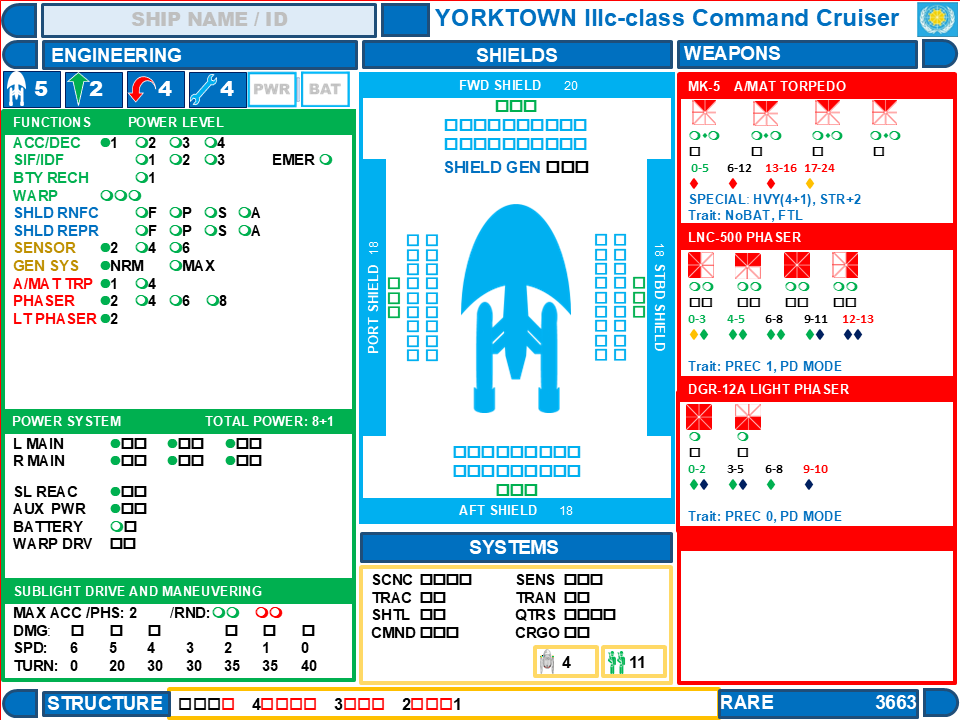 SHIP NAME / ID
YORKTOWN IIIc-class Command Cruiser
ENGINEERING
SHIELDS
WEAPONS
5 2 4 4 PWR BAT
FUNCTIONS POWER LEVEL
ACC/DEC 1 2 3 4
SIF/IDF 1 2 3 EMER
BTY RECH 1
WARP
SHLD RNFC F P S A
SHLD REPR F P S A
SENSOR 2 4 6
GEN SYS NRM MAX
A/MAT TRP 1 4
PHASER 2 4 6 8
LT PHASER 2
POWER SYSTEM TOTAL POWER: 8+1
L MAIN
R MAIN
SL REAC
AUX PWR
BATTERY
WARP DRV
SUBLIGHT DRIVE AND MANEUVERING
MAX ACC /PHS: 2 /RND:
DMG:
SPD: 6 5 4 3 2 1 0
TURN: 0 20 30 30 35 35 40
FWD SHIELD 20
SHIELD GEN
PORT SHIELD 18
18 STBD SHIELD
AFT SHIELD 18
SYSTEMS
SCNC SENS
TRAC TRAN
SHTL QTRS
CMND CRGO
4 11
MK-5 A/MAT TORPEDO
0-5 6-12 13-16 17-24
SPECIAL: HVY(4+1), STR+2
Trait: NoBAT, FTL
LNC-500 PHASER
0-3 4-5 6-8 9-11 12-13
Trait: PREC 1, PD MODE
DGR-12A LIGHT PHASER
0-2 3-5 6-8 9-10
Trait: PREC 0, PD MODE
STRUCTURE 4 3 2 1
RARE 3663